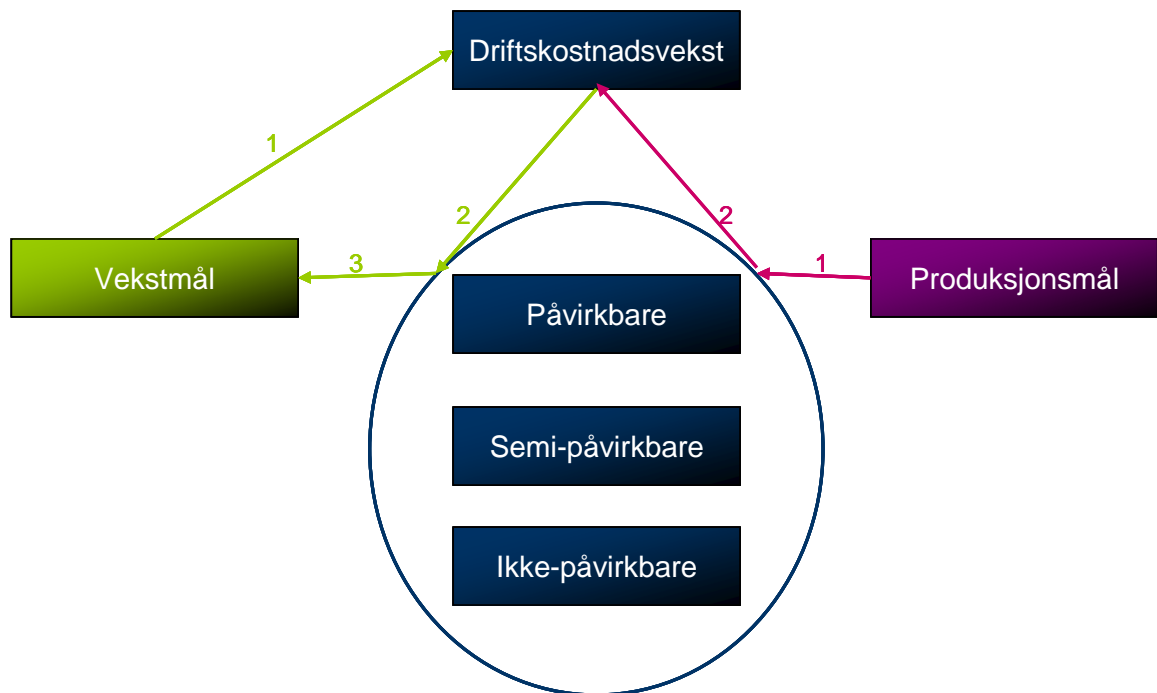 Driftskostnadsvekst
1
2
2
Vekstmål
3
1
Produksjonsmål
Påvirkbare
Semi-påvirkbare
Ikke-påvirkbare